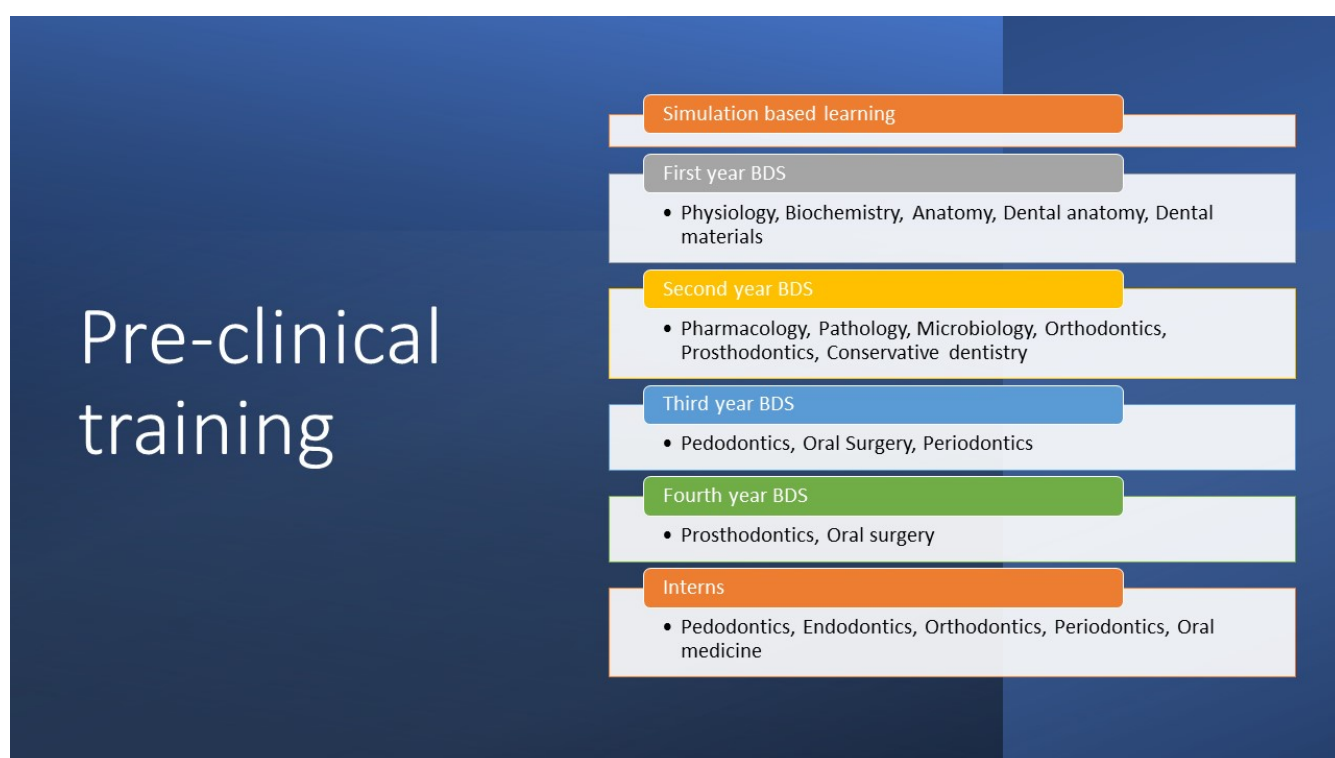 Pre-clinical
training
Simulation based learning
First year BDS
• Physiology, Biochemistry, Anatomy, Dental anatomy, Dental
materials
Second year BDS
• Pharmacology, Pathology, Microbiology, Orthodontics,
Prosthodontics, Conservative dentistry
Third year BDS
• Pedodontics, Oral Surgery, Periodontics
Fourth year BDS
• Prosthodontics, Oral surgery
Interns
• Pedodontics, Endodontics, Orthodontics, Periodontics, Oral
medicine